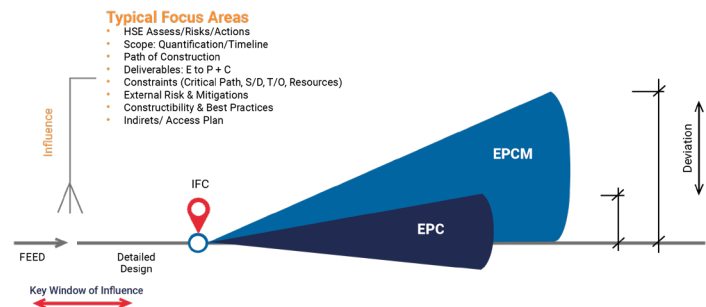 Typical Focus Areas
• HSE Assess/Risks/Actions
• Scope: Quantification/Timeline
• Path of Construction
• Deliverables: E to P + C
• Constraints (Critical Path, S/D, T/O, Resources)
• External Risk & Mitigations
• Constructibility & Best Practices
• Indirets/ Access Plan
Influence
EPCM
Deviation
IFC
EPC
FEED
Detailed
Design
Key Window of Influence